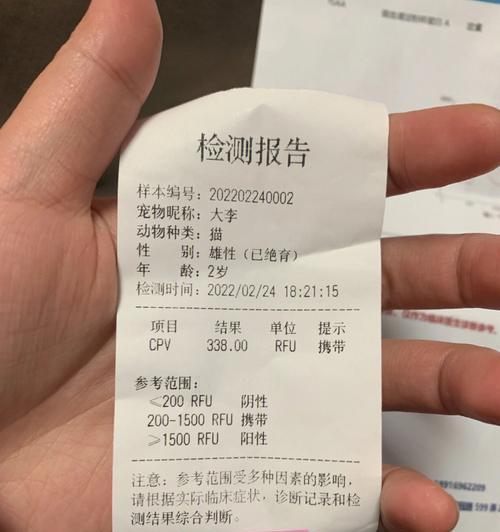 检测报告
样本编号：202202240002
宠物昵称：大李
动物种类：猫
性 别：雄性（已绝育）
年 龄：2岁
检测时间：2022/02/24 18:21:15
项目 结果 单位 提示
CPV 338.00 RFU 携带
参考范围：
≤200 RFU 阴性
200-1500 RFU 携带
≥1500 RFU 阳性
注意：参考范围受多种因素的影响，
请根据实际临床症状，诊断记录和检
测结果综合判断。